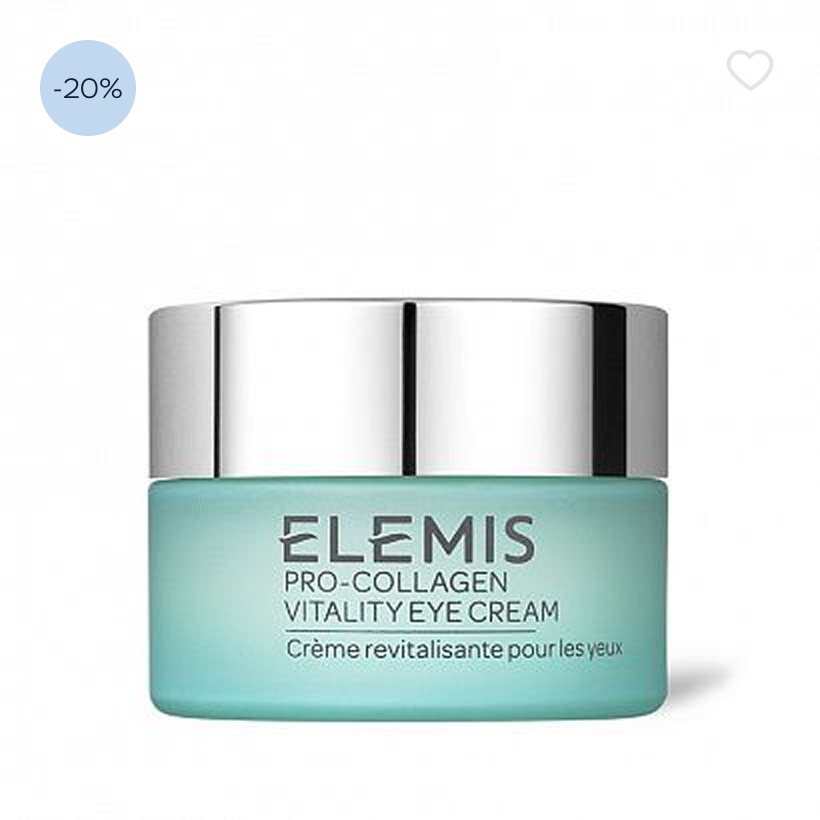 -20%
ELEMIS
PRO-COLLAGEN
VITALITY EYE CREAM
Crème revitalisante pour les yeux